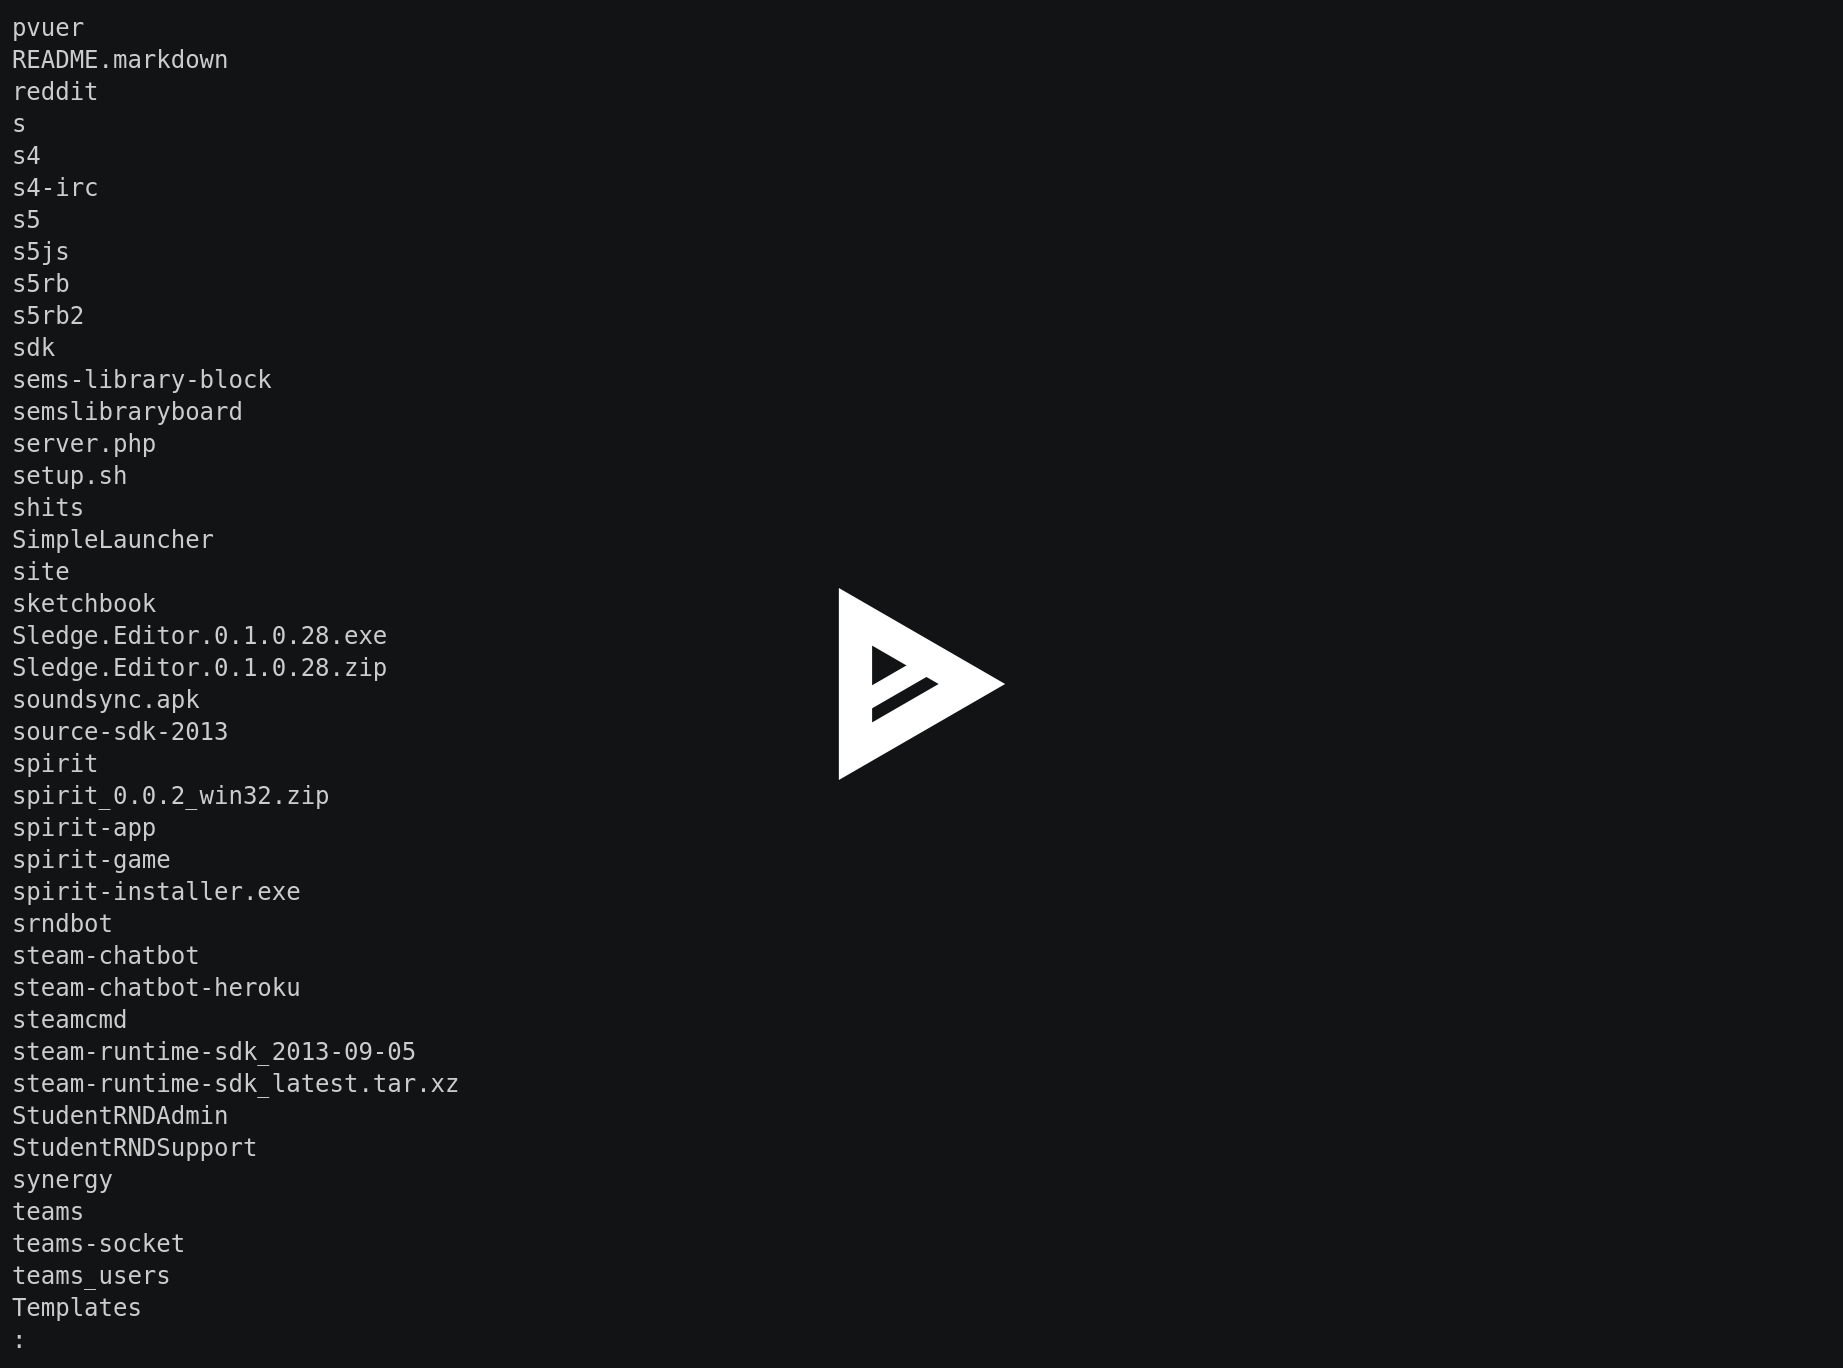 pvuer
README.markdown
reddit
s
s4
s4-irc
s5
s5js
s5rb
s5rb2
sdk
sems-library-block
semslibraryboard
server.php
setup.sh
shits
SimpleLauncher
site
sketchbook
Sledge.Editor.0.1.0.28.exe
Sledge.Editor.0.1.0.28.zip
soundsync.apk
source-sdk-2013
spirit
spirit_0.0.2_win32.zip
spirit-app
spirit-game
spirit-installer.exe
srndbot
steam-chatbot
steam-chatbot-heroku
steamcmd
steam-runtime-sdk_2013-09-05
steam-runtime-sdk_latest.tar.xz
StudentRNDAdmin
StudentRNDSupport
synergy
teams
teams-socket
teams_users
Templates
: